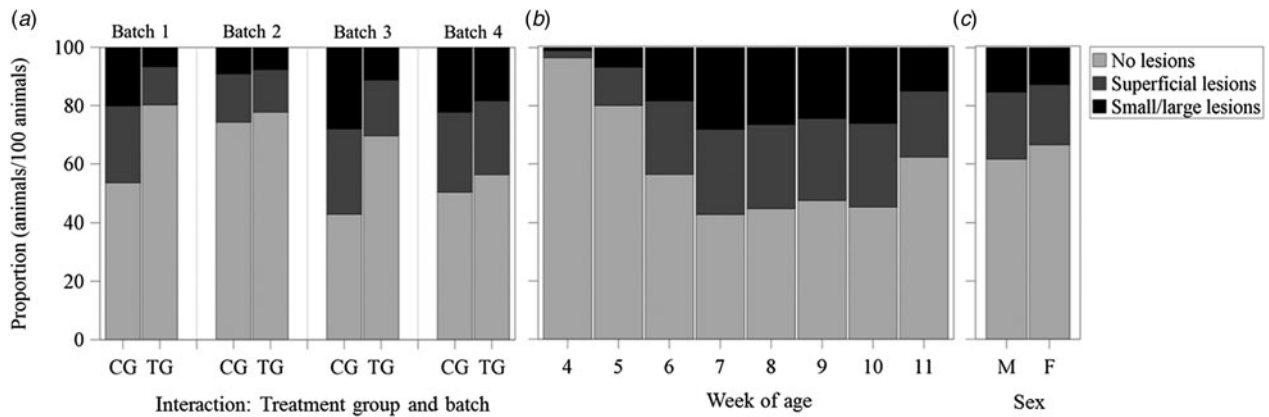 (a)
Batch 1 Batch 2 Batch 3 Batch 4
Proportion (animals/100 animals)
100
80
60
40
20
0
CG TG CG TG CG TG CG TG
Interaction: Treatment group and batch
(b)
4 5 6 7 8 9 10 11
Week of age
(c)
M F
Sex
No lesions
Superficial lesions
Small/large lesions